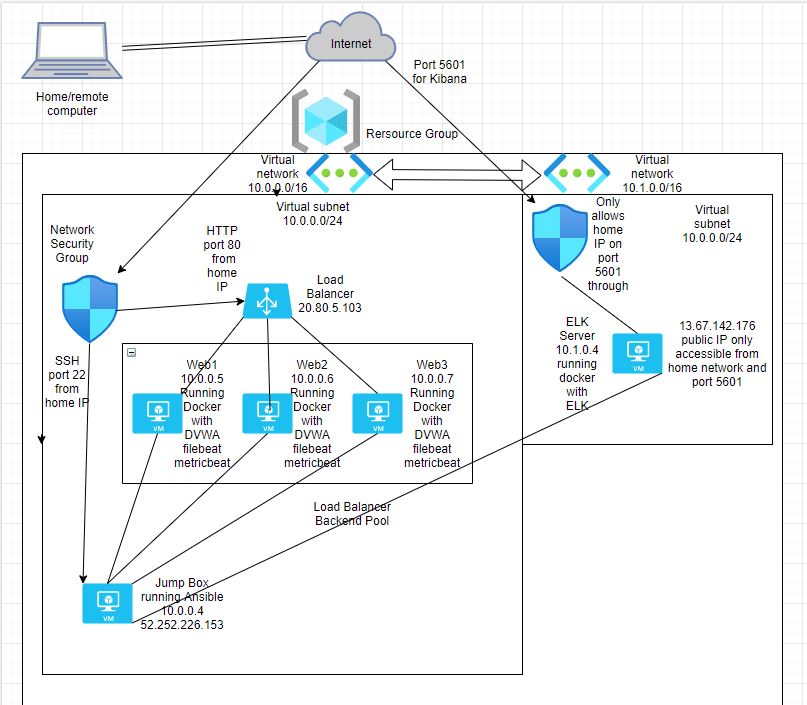 Internet
Port 5601
for Kibana
Home/remote
computer
Rersource Group
Virtual
network
10.0.0.0/16
Virtual
network
10.1.0.0/16
Virtual subnet
10.0.0.0/24
Only
allows
home
IP on
port
5601
through
Virtual
subnet
10.0.0.0/24
Network
Security
Group
HTTP
port 80
from
home
IP
Load
Balancer
20.80.5.103
ELK
Server
10.1.0.4
running
docker
with
ELK
VM
13.67.142.176
public IP only
accessible from
home network and
port 5601
SSH
port 22
from
home IP
VM
Web1
10.0.0.5
Running
Docker
with
DVWA
filebeat
metricbeat
VM
Web2
10.0.0.6
Running
Docker
with
DVWA
filebeat
metricbeat
VM
Web3
10.0.0.7
Running
Docker
with
DVWA
filebeat
metricbeat
Load Balancer
Backend Pool
VM
Jump Box
running Ansible
10.0.0.4
52.252.226.153